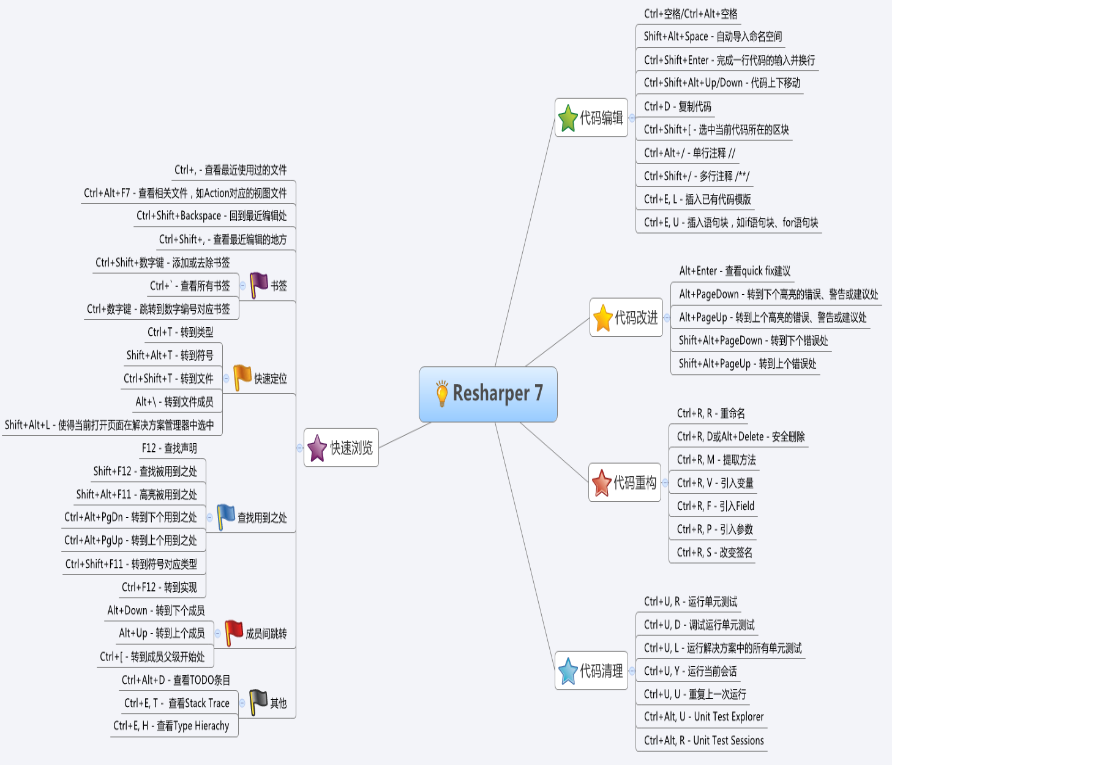 Resharper 7
代码编辑
Ctrl+空格/Ctrl+Alt+空格
Shift+Alt+Space - 自动导入命名空间
Ctrl+Shift+Enter - 完成一行代码的输入并换行
Ctrl+Shift+Alt+Up/Down - 代码上下移动
Ctrl+D - 复制代码
Ctrl+Shift+[ - 选中当前代码所在的区块
Ctrl+Alt+/ - 单行注释 //
Ctrl+Shift+/ - 多行注释 /**/
Ctrl+E, L - 插入已有代码模版
Ctrl+E, U - 插入语句块，如if语句块、for语句块
代码改进
Alt+Enter - 查看quick fix建议
Alt+PageDown - 转到下个高亮的错误、警告或建议处
Alt+PageUp - 转到上个高亮的错误、警告或建议处
Shift+Alt+PageDown - 转到下个错误处
Shift+Alt+PageUp - 转到上个错误处
代码重构
Ctrl+R, R - 重命名
Ctrl+R, D或Alt+Delete - 安全删除
Ctrl+R, M - 提取方法
Ctrl+R, V - 引入变量
Ctrl+R, F - 引入Field
Ctrl+R, P - 引入参数
Ctrl+R, S - 改变签名
代码清理
Ctrl+U, R - 运行单元测试
Ctrl+U, D - 调试运行单元测试
Ctrl+U, L - 运行解决方案中的所有单元测试
Ctrl+U, Y - 运行当前会话
Ctrl+U, U - 重复上一次运行
Ctrl+Alt, U - Unit Test Explorer
Ctrl+Alt, R - Unit Test Sessions
快速浏览
Ctrl+, - 查看最近使用过的文件
Ctrl+Alt+F7 - 查看相关文件，如Action对应的视图文件
Ctrl+Shift+Backspace - 回到最近编辑处
Ctrl+Shift+, - 查看最近编辑的地方
书签
Ctrl+Shift+数字键 - 添加或去除书签
Ctrl+` - 查看所有书签
Ctrl+数字键 - 跳转到数字编号对应书签
快速定位
Ctrl+T - 转到类型
Shift+Alt+T - 转到符号
Ctrl+Shift+T - 转到文件
Alt+\ - 转到文件成员
Shift+Alt+L - 使得当前打开页面在解决方案管理器中选中
查找用到之处
F12 - 查找声明
Shift+F12 - 查找被用到之处
Shift+Alt+F11 - 高亮被用到之处
Ctrl+Alt+PgDn - 转到下个用到之处
Ctrl+Alt+PgUp - 转到上个用到之处
Ctrl+Shift+F11 - 转到符号对应类型
Ctrl+F12 - 转到实现
成员间跳转
Alt+Down - 转到下个成员
Alt+Up - 转到上个成员
Ctrl+[ - 转到成员父级开始处
其他
Ctrl+Alt+D - 查看TODO条目
Ctrl+E, T - 查看Stack Trace
Ctrl+E, H - 查看Type Hierachy